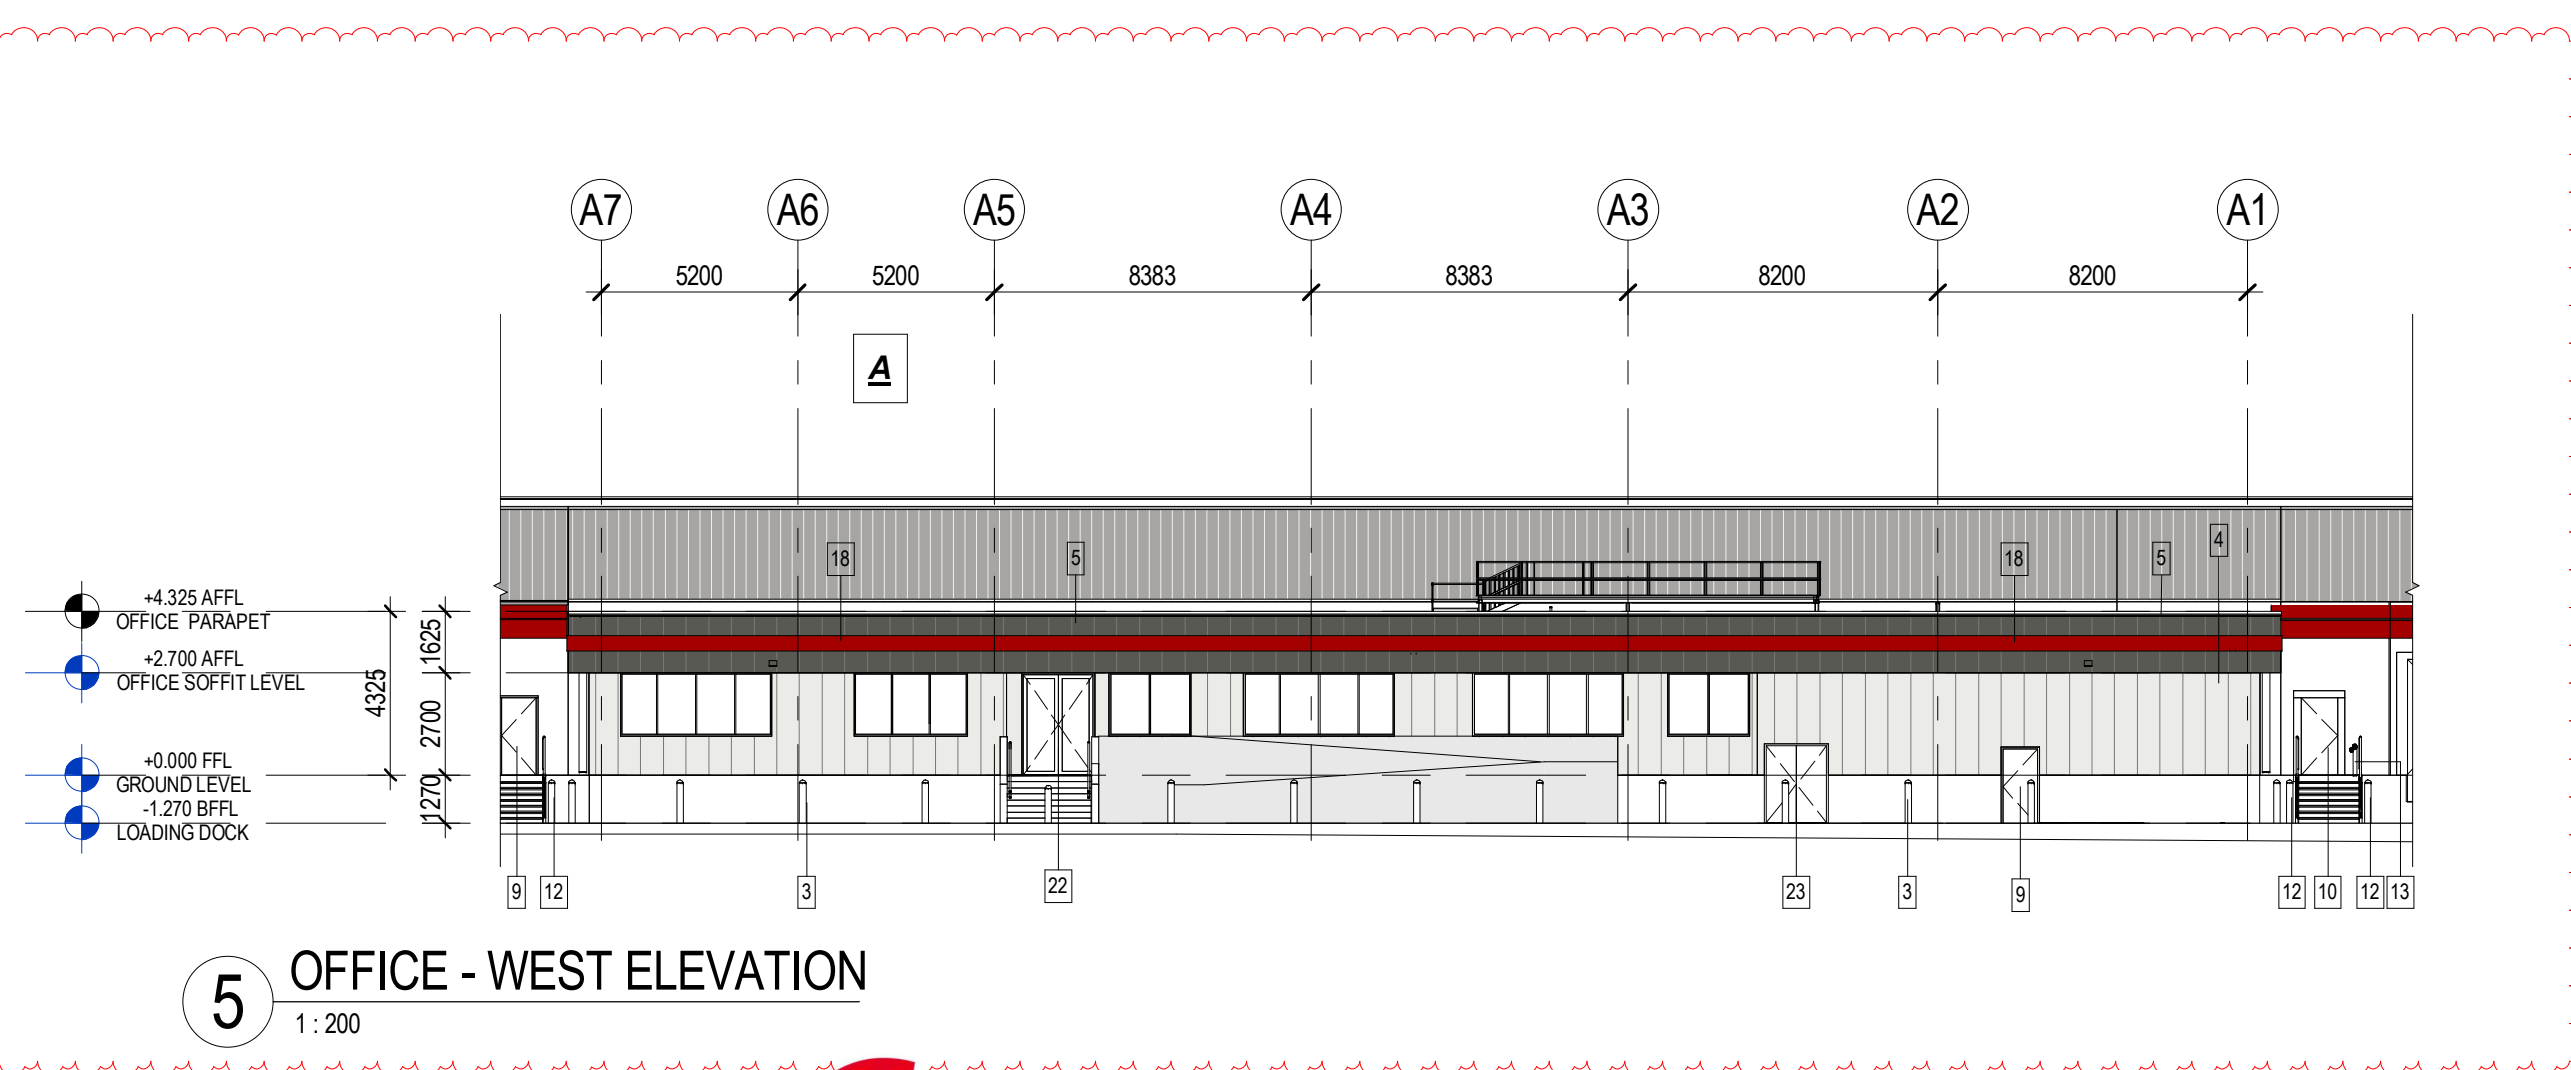 A7 A6 A5 A4 A3 A2 A1
5200 5200 8383 8383 8200 8200
A
18 5 18 5 4
+4.325 AFFL
OFFICE PARAPET
+2.700 AFFL
OFFICE SOFFIT LEVEL
+0.000 FFL
GROUND LEVEL
-1.270 BFFL
LOADING DOCK
4325
1625
2700
1270
9 12 3 22 23 3 9 12 10 12 13
5 OFFICE - WEST ELEVATION
1 : 200